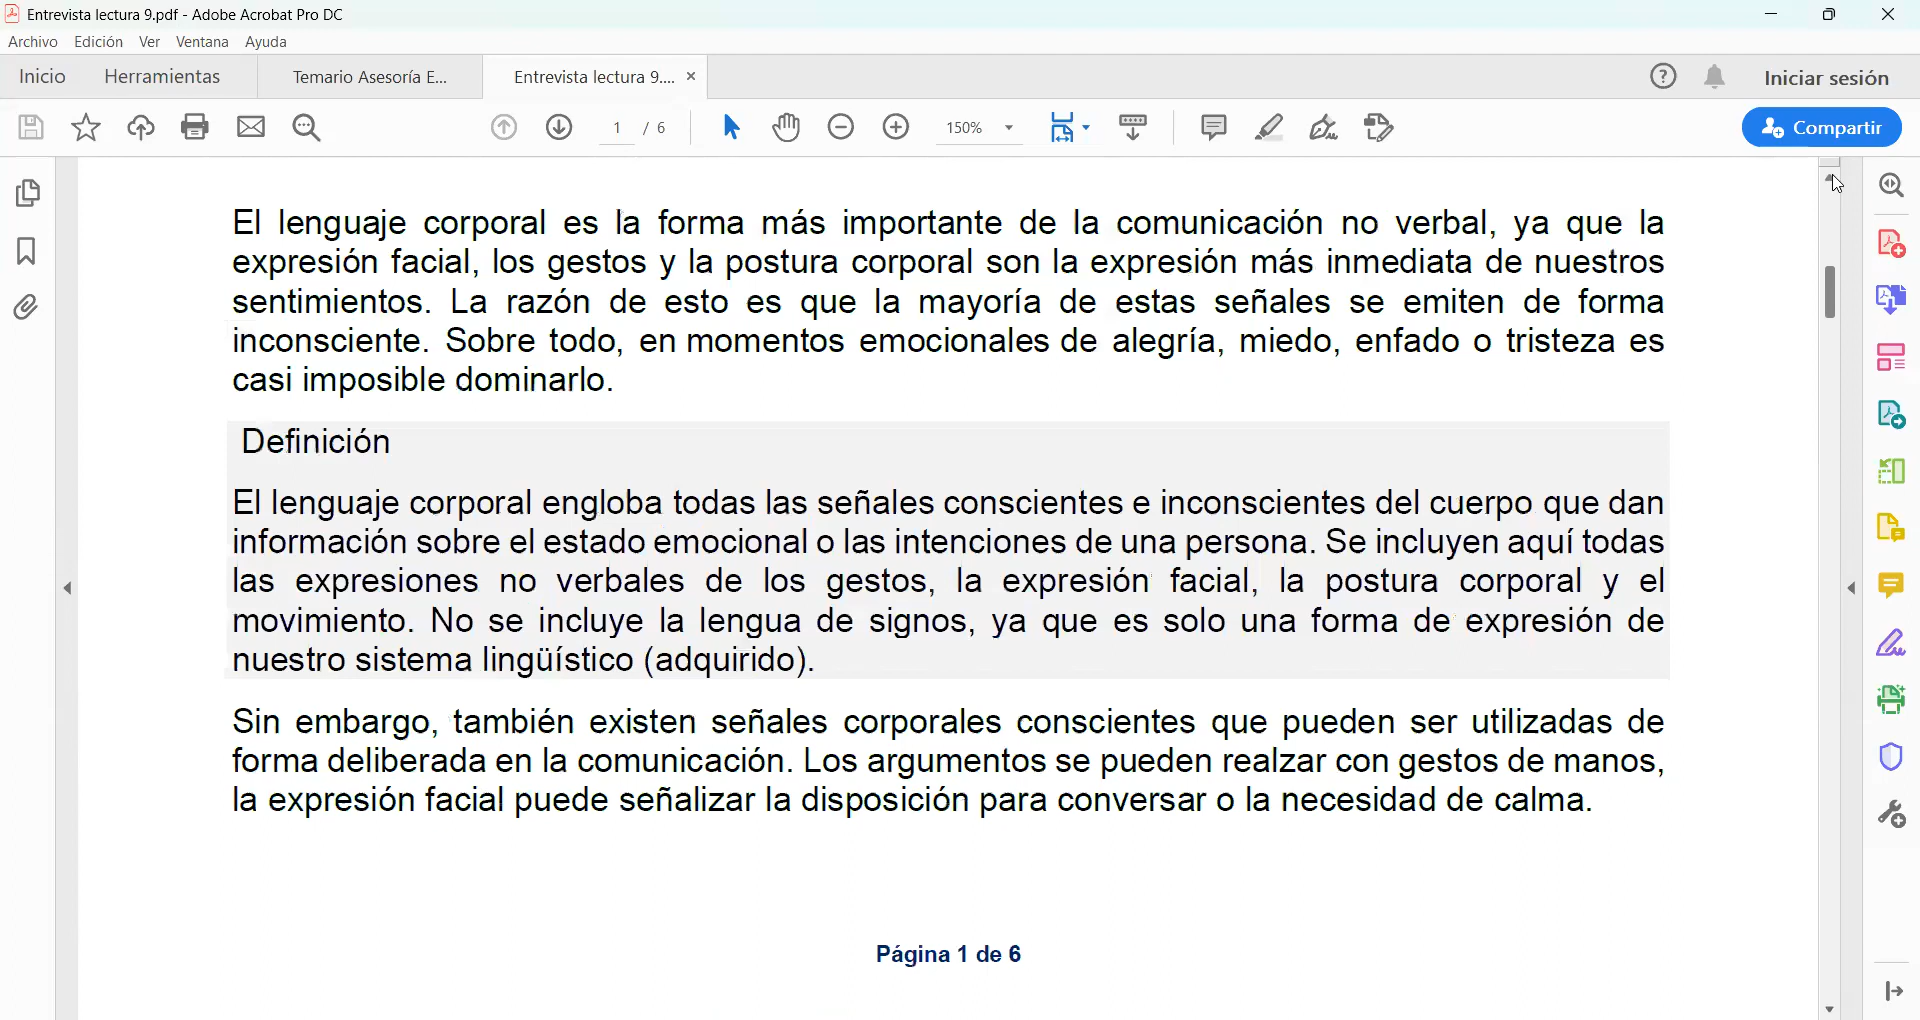 Entrevista lectura 9.pdf - Adobe Acrobat Pro DC
Archivo Edición Ver Ventana Ayuda
Inicio Herramientas Temario Asesoría E... Entrevista lectura 9.... × Iniciar sesión
1 / 6 150% Compartir
El lenguaje corporal es la forma más importante de la comunicación no verbal, ya que la
expresión facial, los gestos y la postura corporal son la expresión más inmediata de nuestros
sentimientos. La razón de esto es que la mayoría de estas señales se emiten de forma
inconsciente. Sobre todo, en momentos emocionales de alegría, miedo, enfado o tristeza es
casi imposible dominarlo.
Definición
El lenguaje corporal engloba todas las señales conscientes e inconscientes del cuerpo que dan
información sobre el estado emocional o las intenciones de una persona. Se incluyen aquí todas
las expresiones no verbales de los gestos, la expresión facial, la postura corporal y el
movimiento. No se incluye la lengua de signos, ya que es solo una forma de expresión de
nuestro sistema lingüístico (adquirido).
Sin embargo, también existen señales corporales conscientes que pueden ser utilizadas de
forma deliberada en la comunicación. Los argumentos se pueden realzar con gestos de manos,
la expresión facial puede señalizar la disposición para conversar o la necesidad de calma.
Página 1 de 6